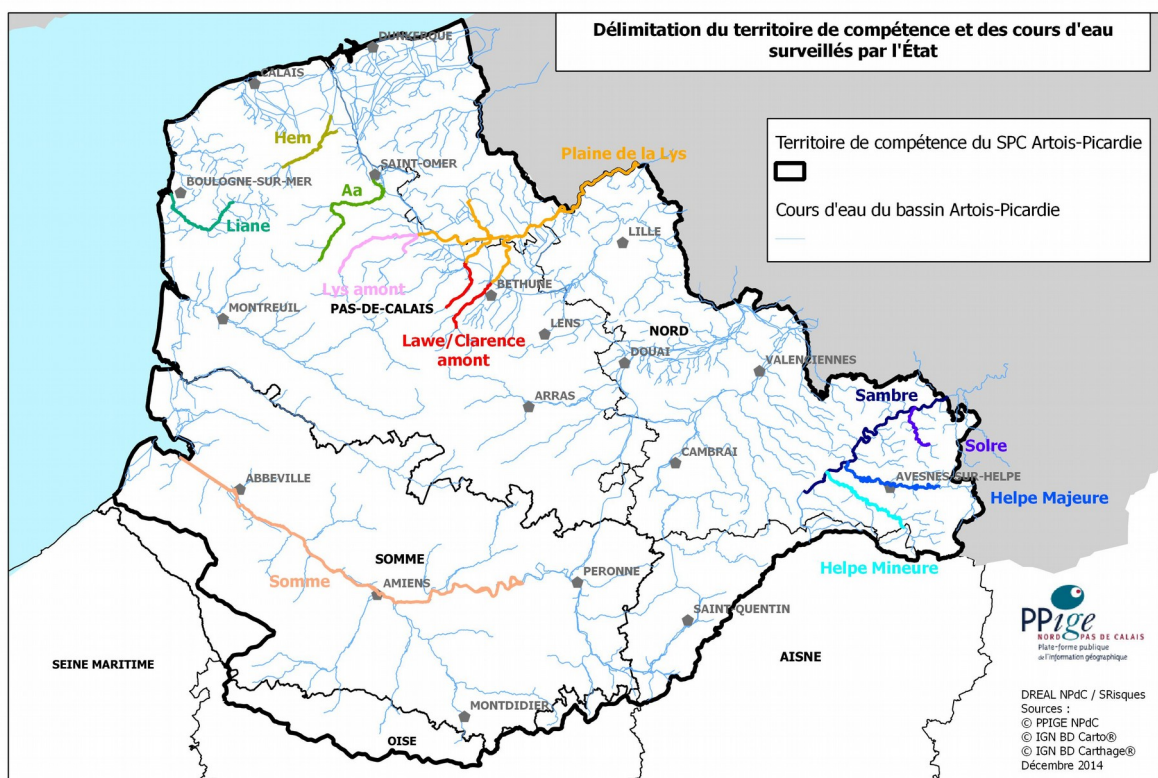 Délimitation du territoire de compétence et des cours d'eau
surveillés par l'État
Territoire de compétence du SPC Artois-Picardie
Cours d'eau du bassin Artois-Picardie
DUNKERQUE
CALAIS
Hem
Plaine de la Lys
SAINT-OMER
BOULOGNE-SUR-MER
Aa
Liane
LILLE
Lys amont
BETHUNE
PAS-DE-CALAIS
MONTREUIL
LENS
NORD
Lawe/Clarence
amont
DOUAI
VALENCIENNES
Sambre
ARRAS
Solre
CAMBRAI
AVESNES-SUR-HELPE
ABBEVILLE
Helpe Majeure
SOMME
Helpe Mineure
Somme
AMIENS
PERONNE
SAINT-QUENTIN
SEINE MARITIME
AISNE
MONTDIDIER
OISE
PPige
NORD PAS DE CALAIS
Plate-forme publique
de l'information géographique
DREAL NPdC / SRisques
Sources :
© PPIGE NPdC
© IGN BD Carto®
© IGN BD Carthage®
Décembre 2014